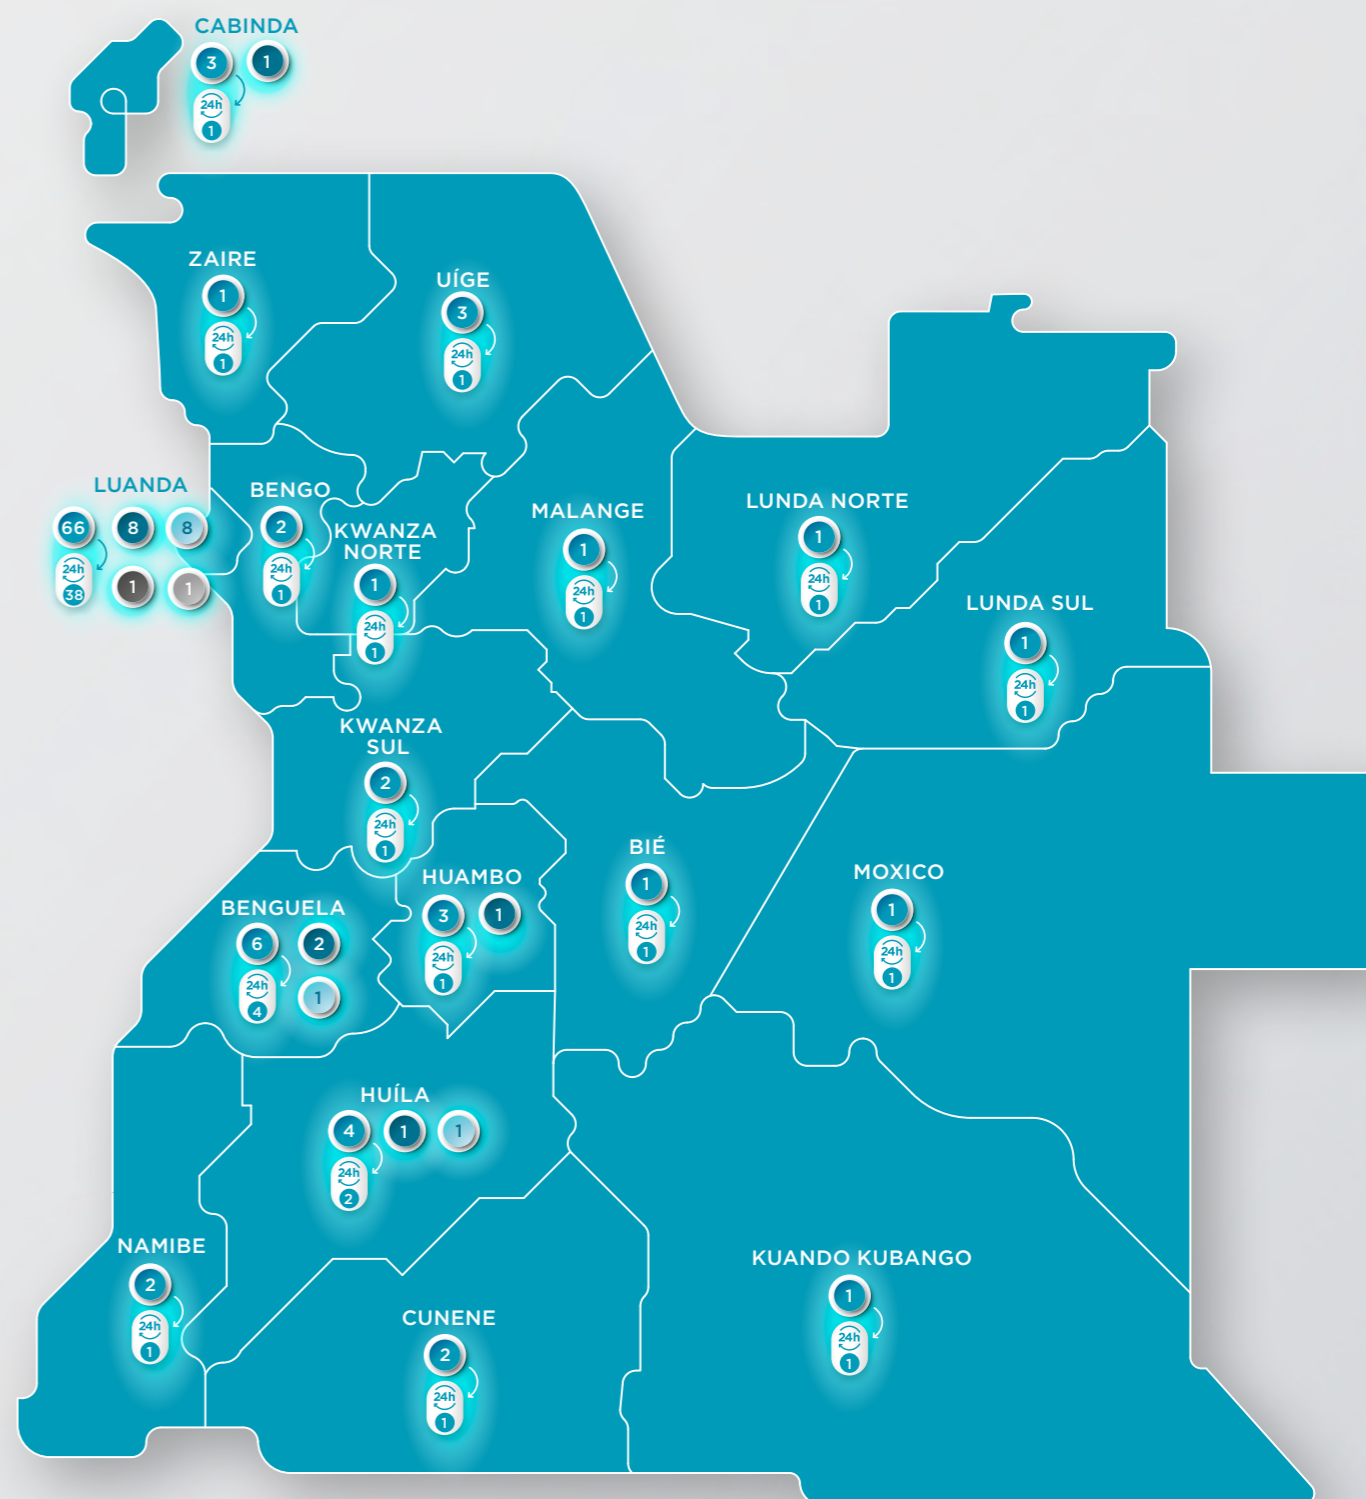 CABINDA
3 1
24h
1
ZAIRE
1
24h
1
UÍGE
3
24h
1
LUANDA
66 8 8
24h
38 1 1
BENGO
2
24h
1
KWANZA
NORTE
1
24h
1
MALANGE
1
24h
1
LUNDA NORTE
1
24h
1
LUNDA SUL
1
24h
1
KWANZA
SUL
2
24h
1
BENGUELA
6 2
24h
4 1
HUAMBO
3 1
24h
1
BIÉ
1
24h
1
MOXICO
1
24h
1
HUÍLA
4 1 1
24h
2
NAMIBE
2
24h
1
CUNENE
2
24h
1
KUANDO KUBANGO
1
24h
1